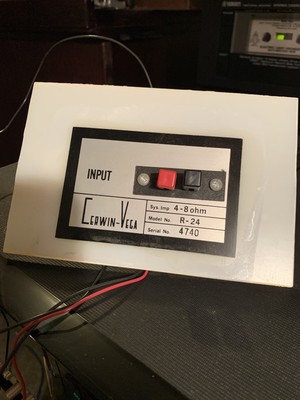 INPUT
CERWIN-VEGA
Sys. Imp. 4-8 ohm
Model No. R-24
Serial No. 4740